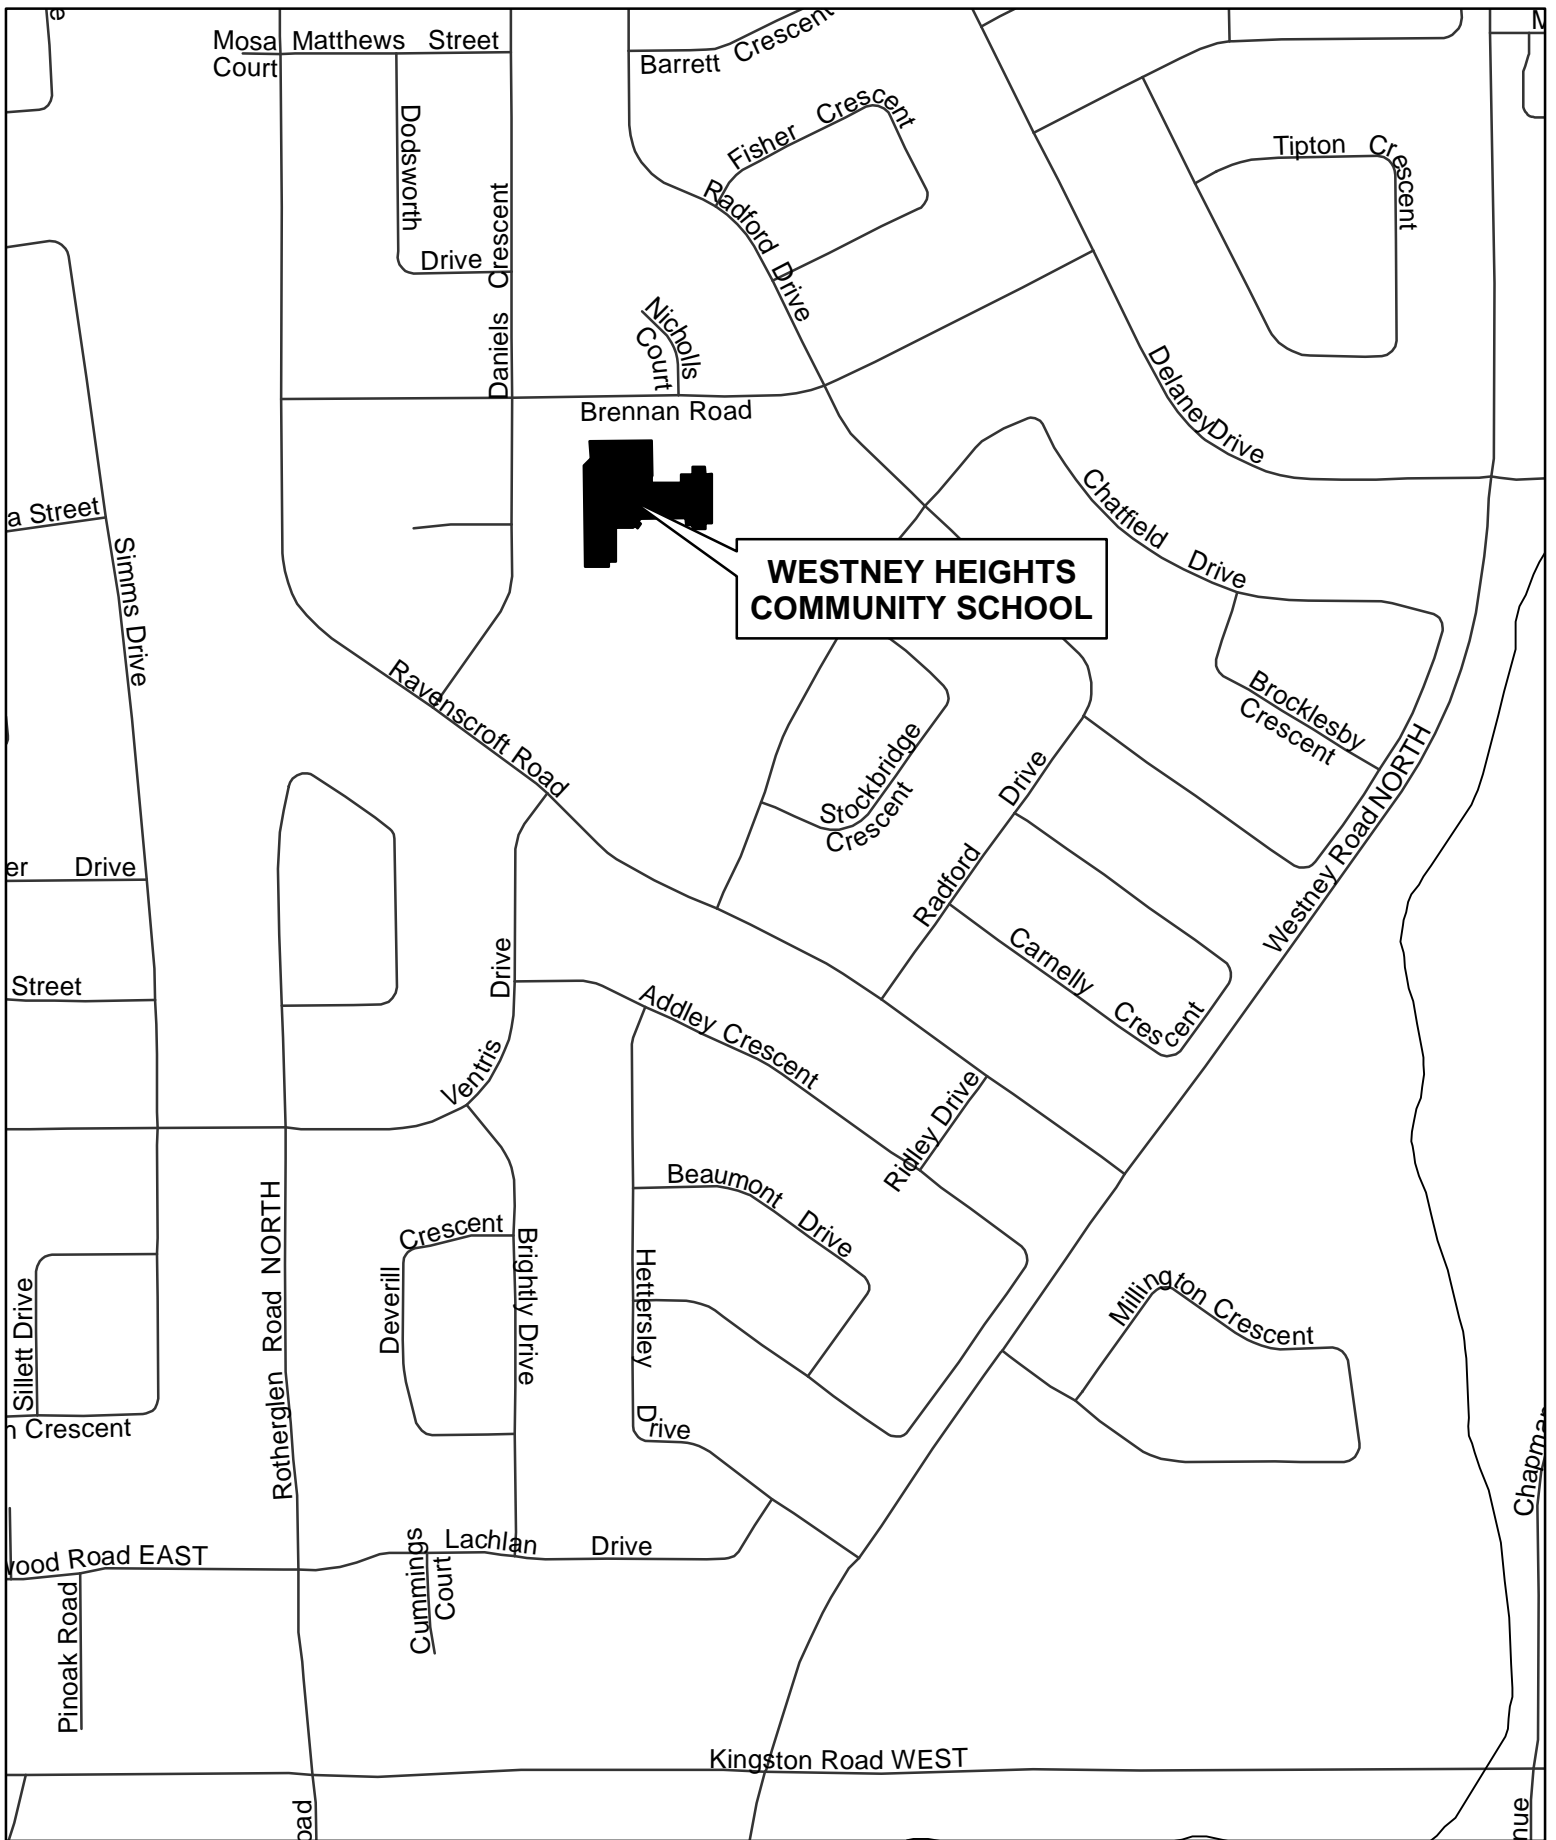 Mosa
Court
Matthews Street
Barrett Crescent
Dodsworth
Drive
Daniels Crescent
Fisher Crescent
Radford Drive
Tipton Crescent
Nicholls
Court
Brennan Road
Delaney Drive
a Street
Simms Drive
Chatfield Drive
WESTNEY HEIGHTS
COMMUNITY SCHOOL
Brocklesby
Crescent
Ravenscroft Road
Stockbridge
Crescent
Radford Drive
Westney Road NORTH
er Drive
Street
Ventris Drive
Addley Crescent
Carnelly Crescent
Ridley Drive
Beaumont Drive
Rotherglen Road NORTH
Deverill Crescent
Brightly Drive
Hettersley Drive
Millington Crescent
Sillett Drive
n Crescent
Chapman
wood Road EAST
Pinoak Road
Cummings
Court
Lachlan Drive
Kingston Road WEST
oad
nue